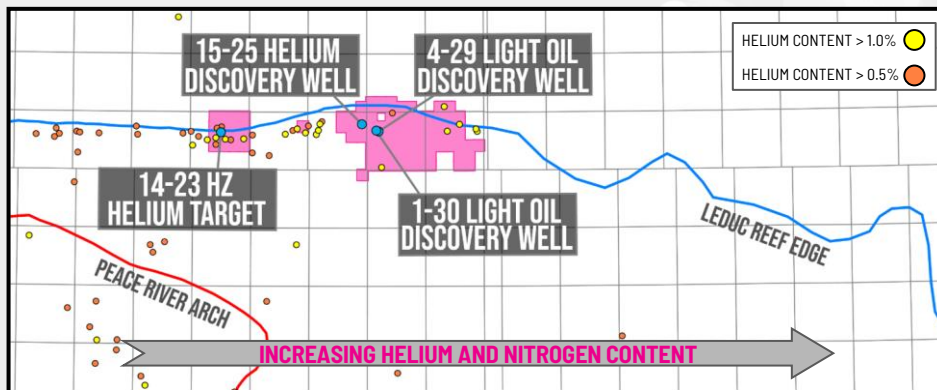 HELIUM CONTENT > 1.0%
HELIUM CONTENT > 0.5%
15-25 HELIUM
DISCOVERY WELL
4-29 LIGHT OIL
DISCOVERY WELL
14-23 HZ
HELIUM TARGET
1-30 LIGHT OIL
DISCOVERY WELL
LEDUC REEF EDGE
PEACE RIVER ARCH
INCREASING HELIUM AND NITROGEN CONTENT